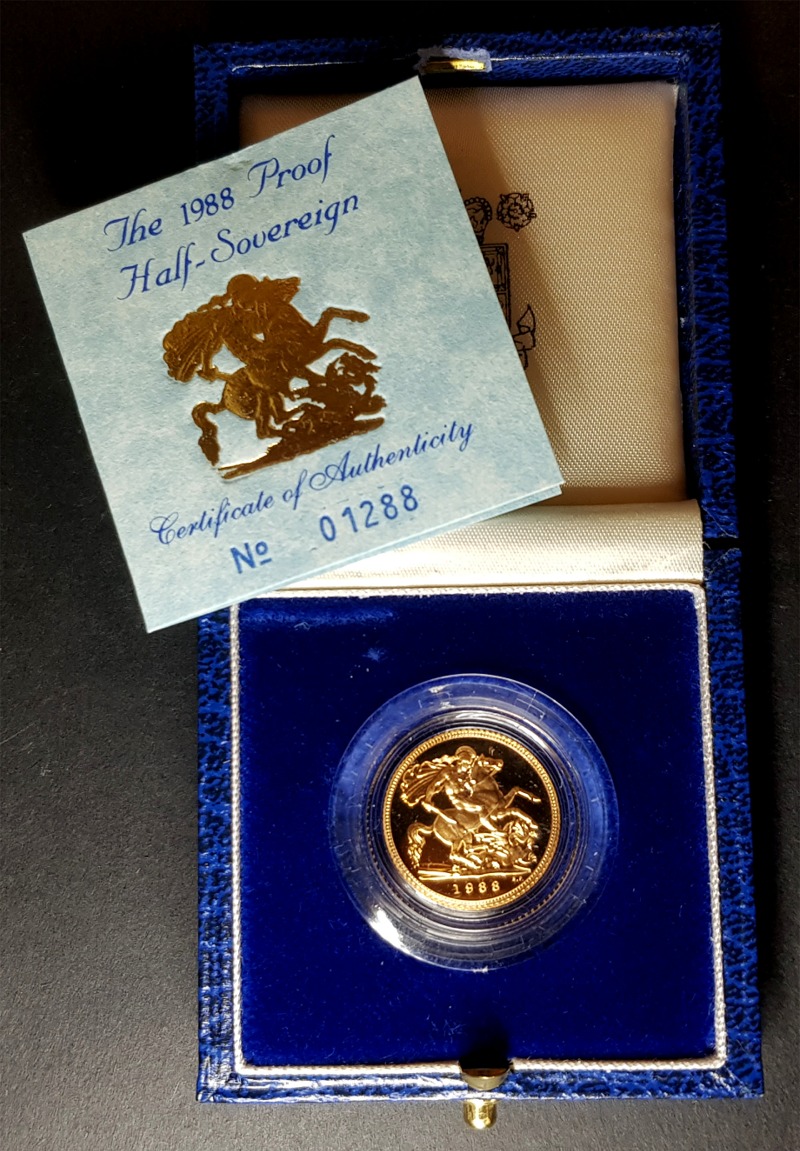 The 1988 Proof
Half-Sovereign
Certificate of Authenticity
Nº 01288
1988